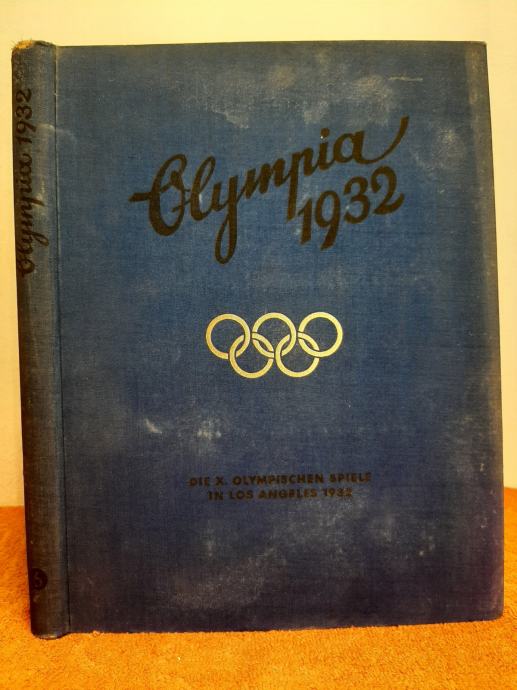 Olympia 1932
Olympia
1932
DIE X. OLYMPISCHEN SPIELE
IN LOS ANGELES 1932